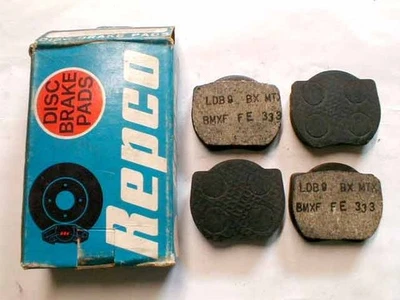 DISC
BRAKE
PADS
Repco
LDB9 BX MTX
BMXF FE 333
LDB9 BX MTX
BMXF FE 333